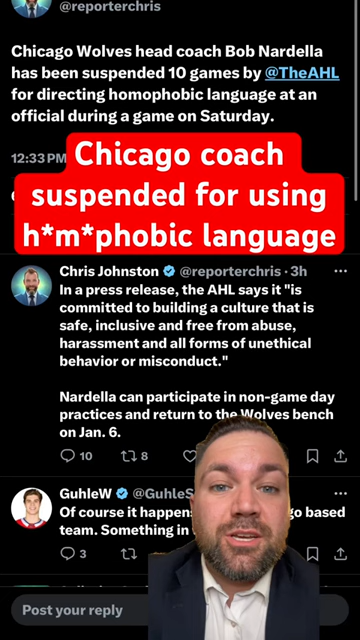 @reporterchris
Chicago Wolves head coach Bob Nardella
has been suspended 10 games by @TheAHL
for directing homophobic language at an
official during a game on Saturday.
12:33 PM
Chicago coach
suspended for using
h*m*phobic language
Chris Johnston @reporterchris · 3h
In a press release, the AHL says it "is
committed to building a culture that is
safe, inclusive and free from abuse,
harassment and all forms of unethical
behavior or misconduct."
Nardella can participate in non-game day
practices and return to the Wolves bench
on Jan. 6.
10 8
GuhleW
Of course it happens based
team. Something in
3
Post your reply